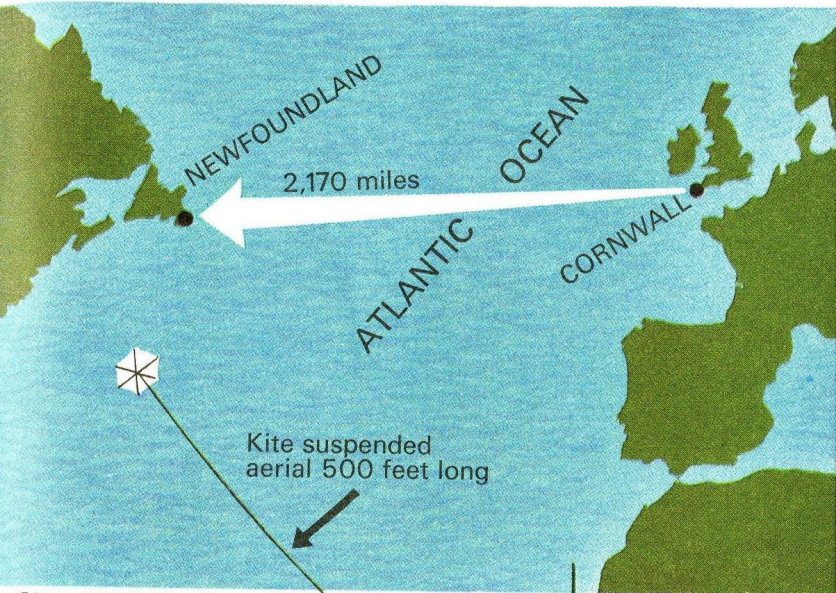 NEWFOUNDLAND
2,170 miles
ATLANTIC OCEAN
CORNWALL
Kite suspended
aerial 500 feet long